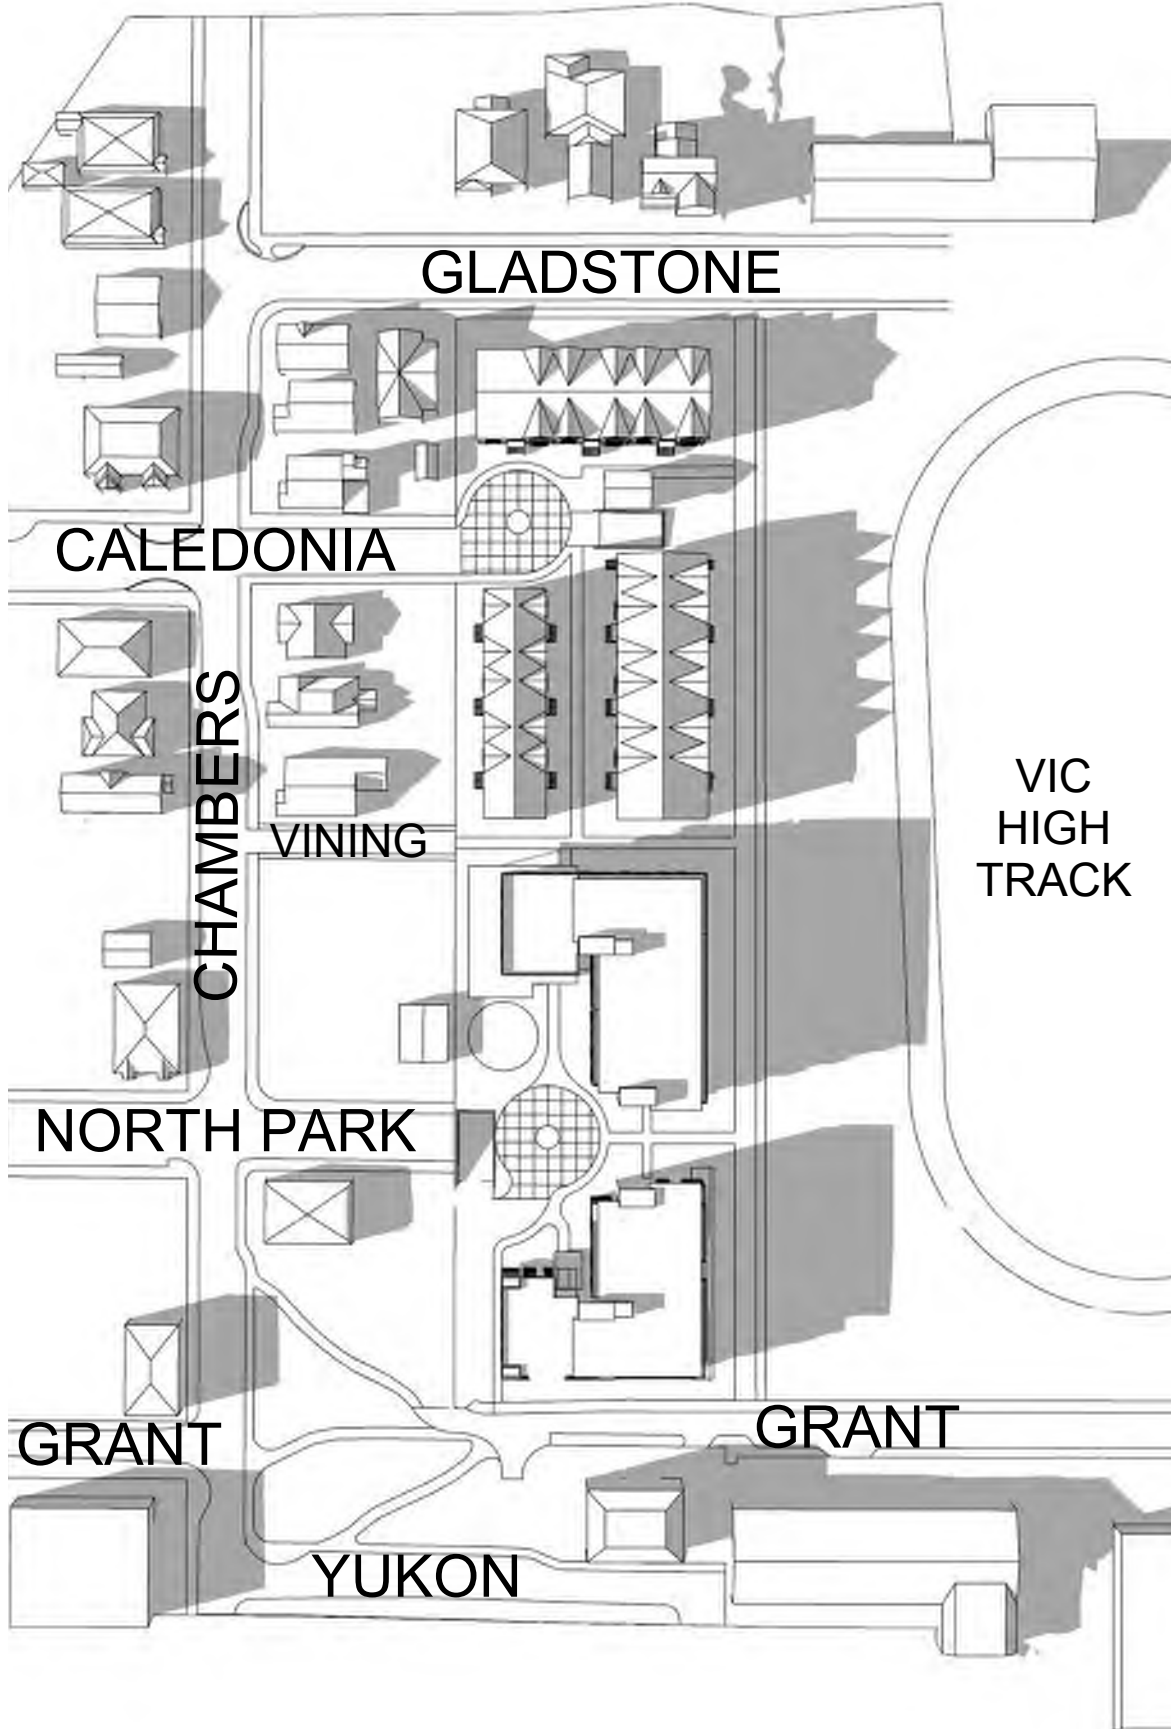 GLADSTONE
CALEDONIA
CHAMBERS
VIC
HIGH
TRACK
VINING
NORTH PARK
GRANT
GRANT
YUKON